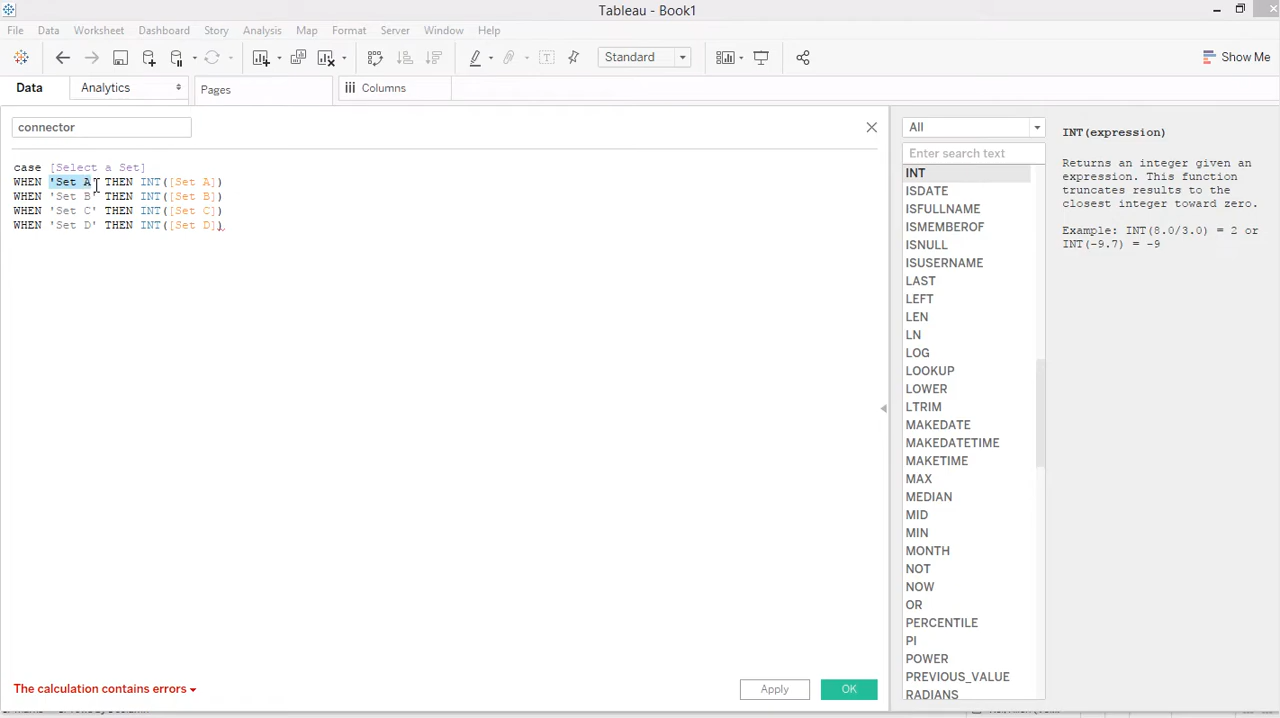 Tableau - Book1
File Data Worksheet Dashboard Story Analysis Map Format Server Window Help
Standard
Show Me
Data Analytics Pages Columns
connector
All
INT(expression)
Enter search text
case [Select a Set]
WHEN 'Set A' THEN INT([Set A])
WHEN 'Set B' THEN INT([Set B])
WHEN 'Set C' THEN INT([Set C])
WHEN 'Set D' THEN INT([Set D])
INT
ISDATE
ISFULLNAME
ISMEMBEROF
ISNULL
ISUSERNAME
LAST
LEFT
LEN
LN
LOG
LOOKUP
LOWER
LTRIM
MAKEDATE
MAKEDATETIME
MAKETIME
MAX
MEDIAN
MID
MIN
MONTH
NOT
NOW
OR
PERCENTILE
PI
POWER
PREVIOUS_VALUE
RADIANS
Returns an integer given an
expression. This function
truncates results to the
closest integer toward zero.
Example: INT(8.0/3.0) = 2 or
INT(-9.7) = -9
The calculation contains errors
Apply
OK